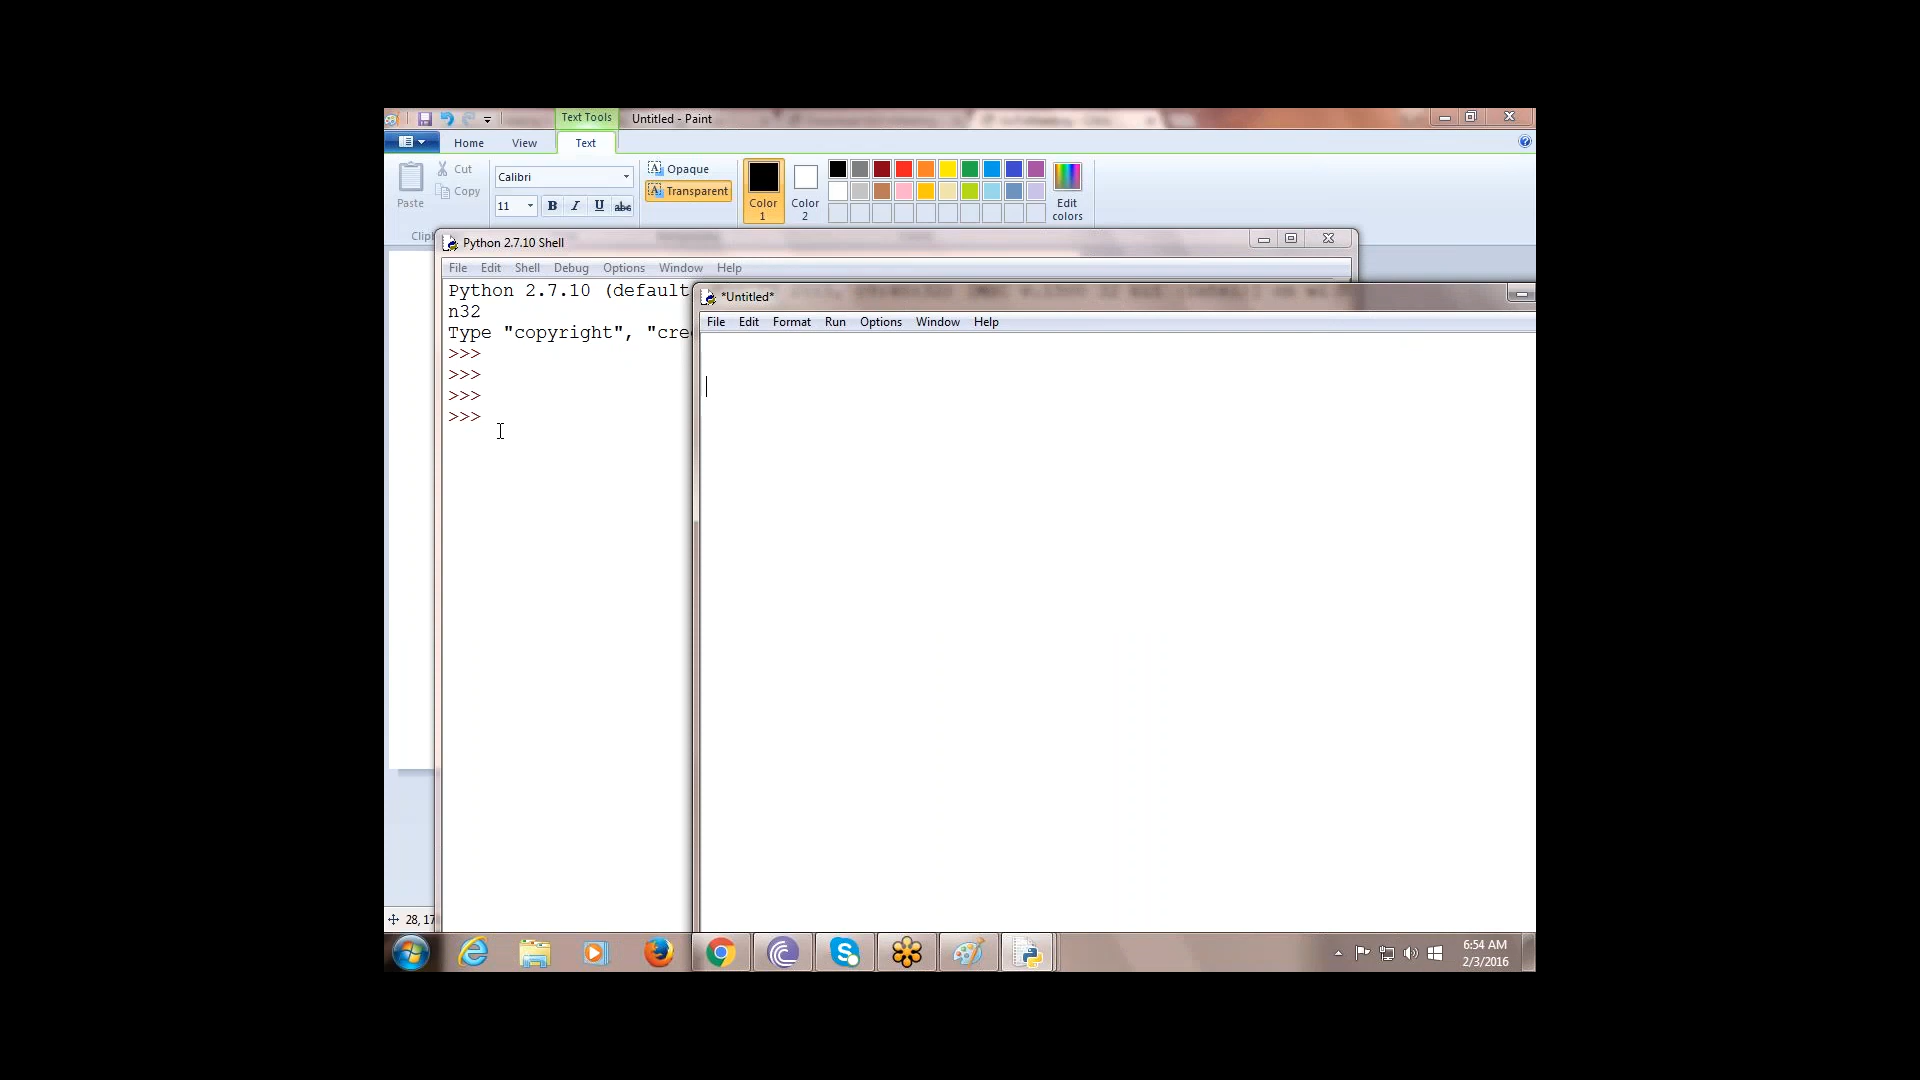 Text Tools
Untitled - Paint
Home
View
Text
Paste
Cut
Copy
Calibri
11
B
I
U
abc
Opaque
Transparent
Color
1
Color
2
Edit
colors
Clip
Python 2.7.10 Shell
File Edit Shell Debug Options Window Help
Python 2.7.10 (default
n32
Type "copyright", "cre
>>>
>>>
>>>
>>>
*Untitled*
File Edit Format Run Options Window Help
28, 17
6:54 AM
2/3/2016